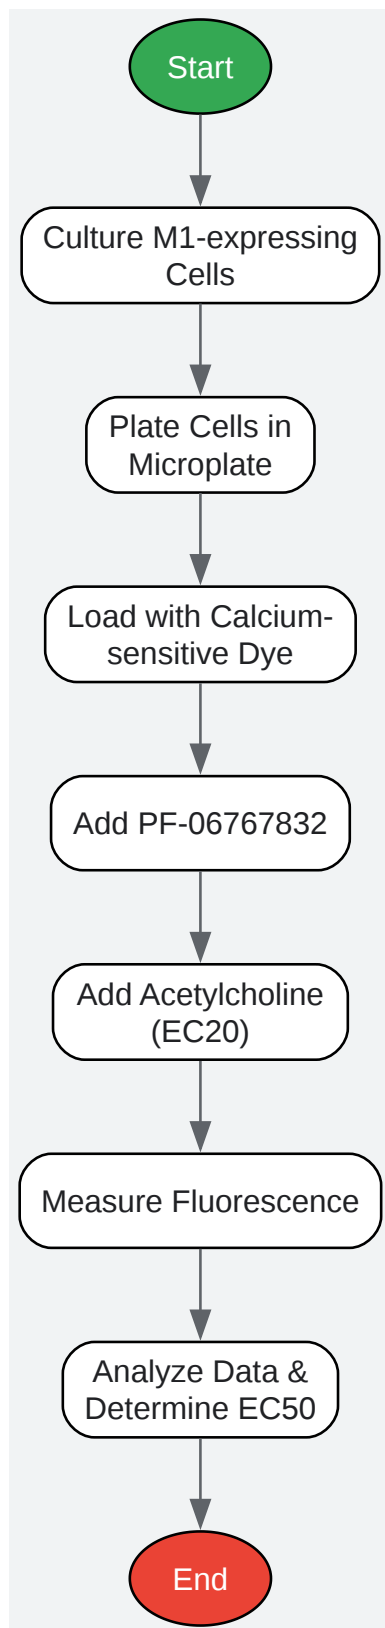 Start
Culture M1-expressing
Cells
Plate Cells in
Microplate
Load with Calcium-
sensitive Dye
Add PF-06767832
Add Acetylcholine
(EC20)
Measure Fluorescence
Analyze Data &
Determine EC50
End